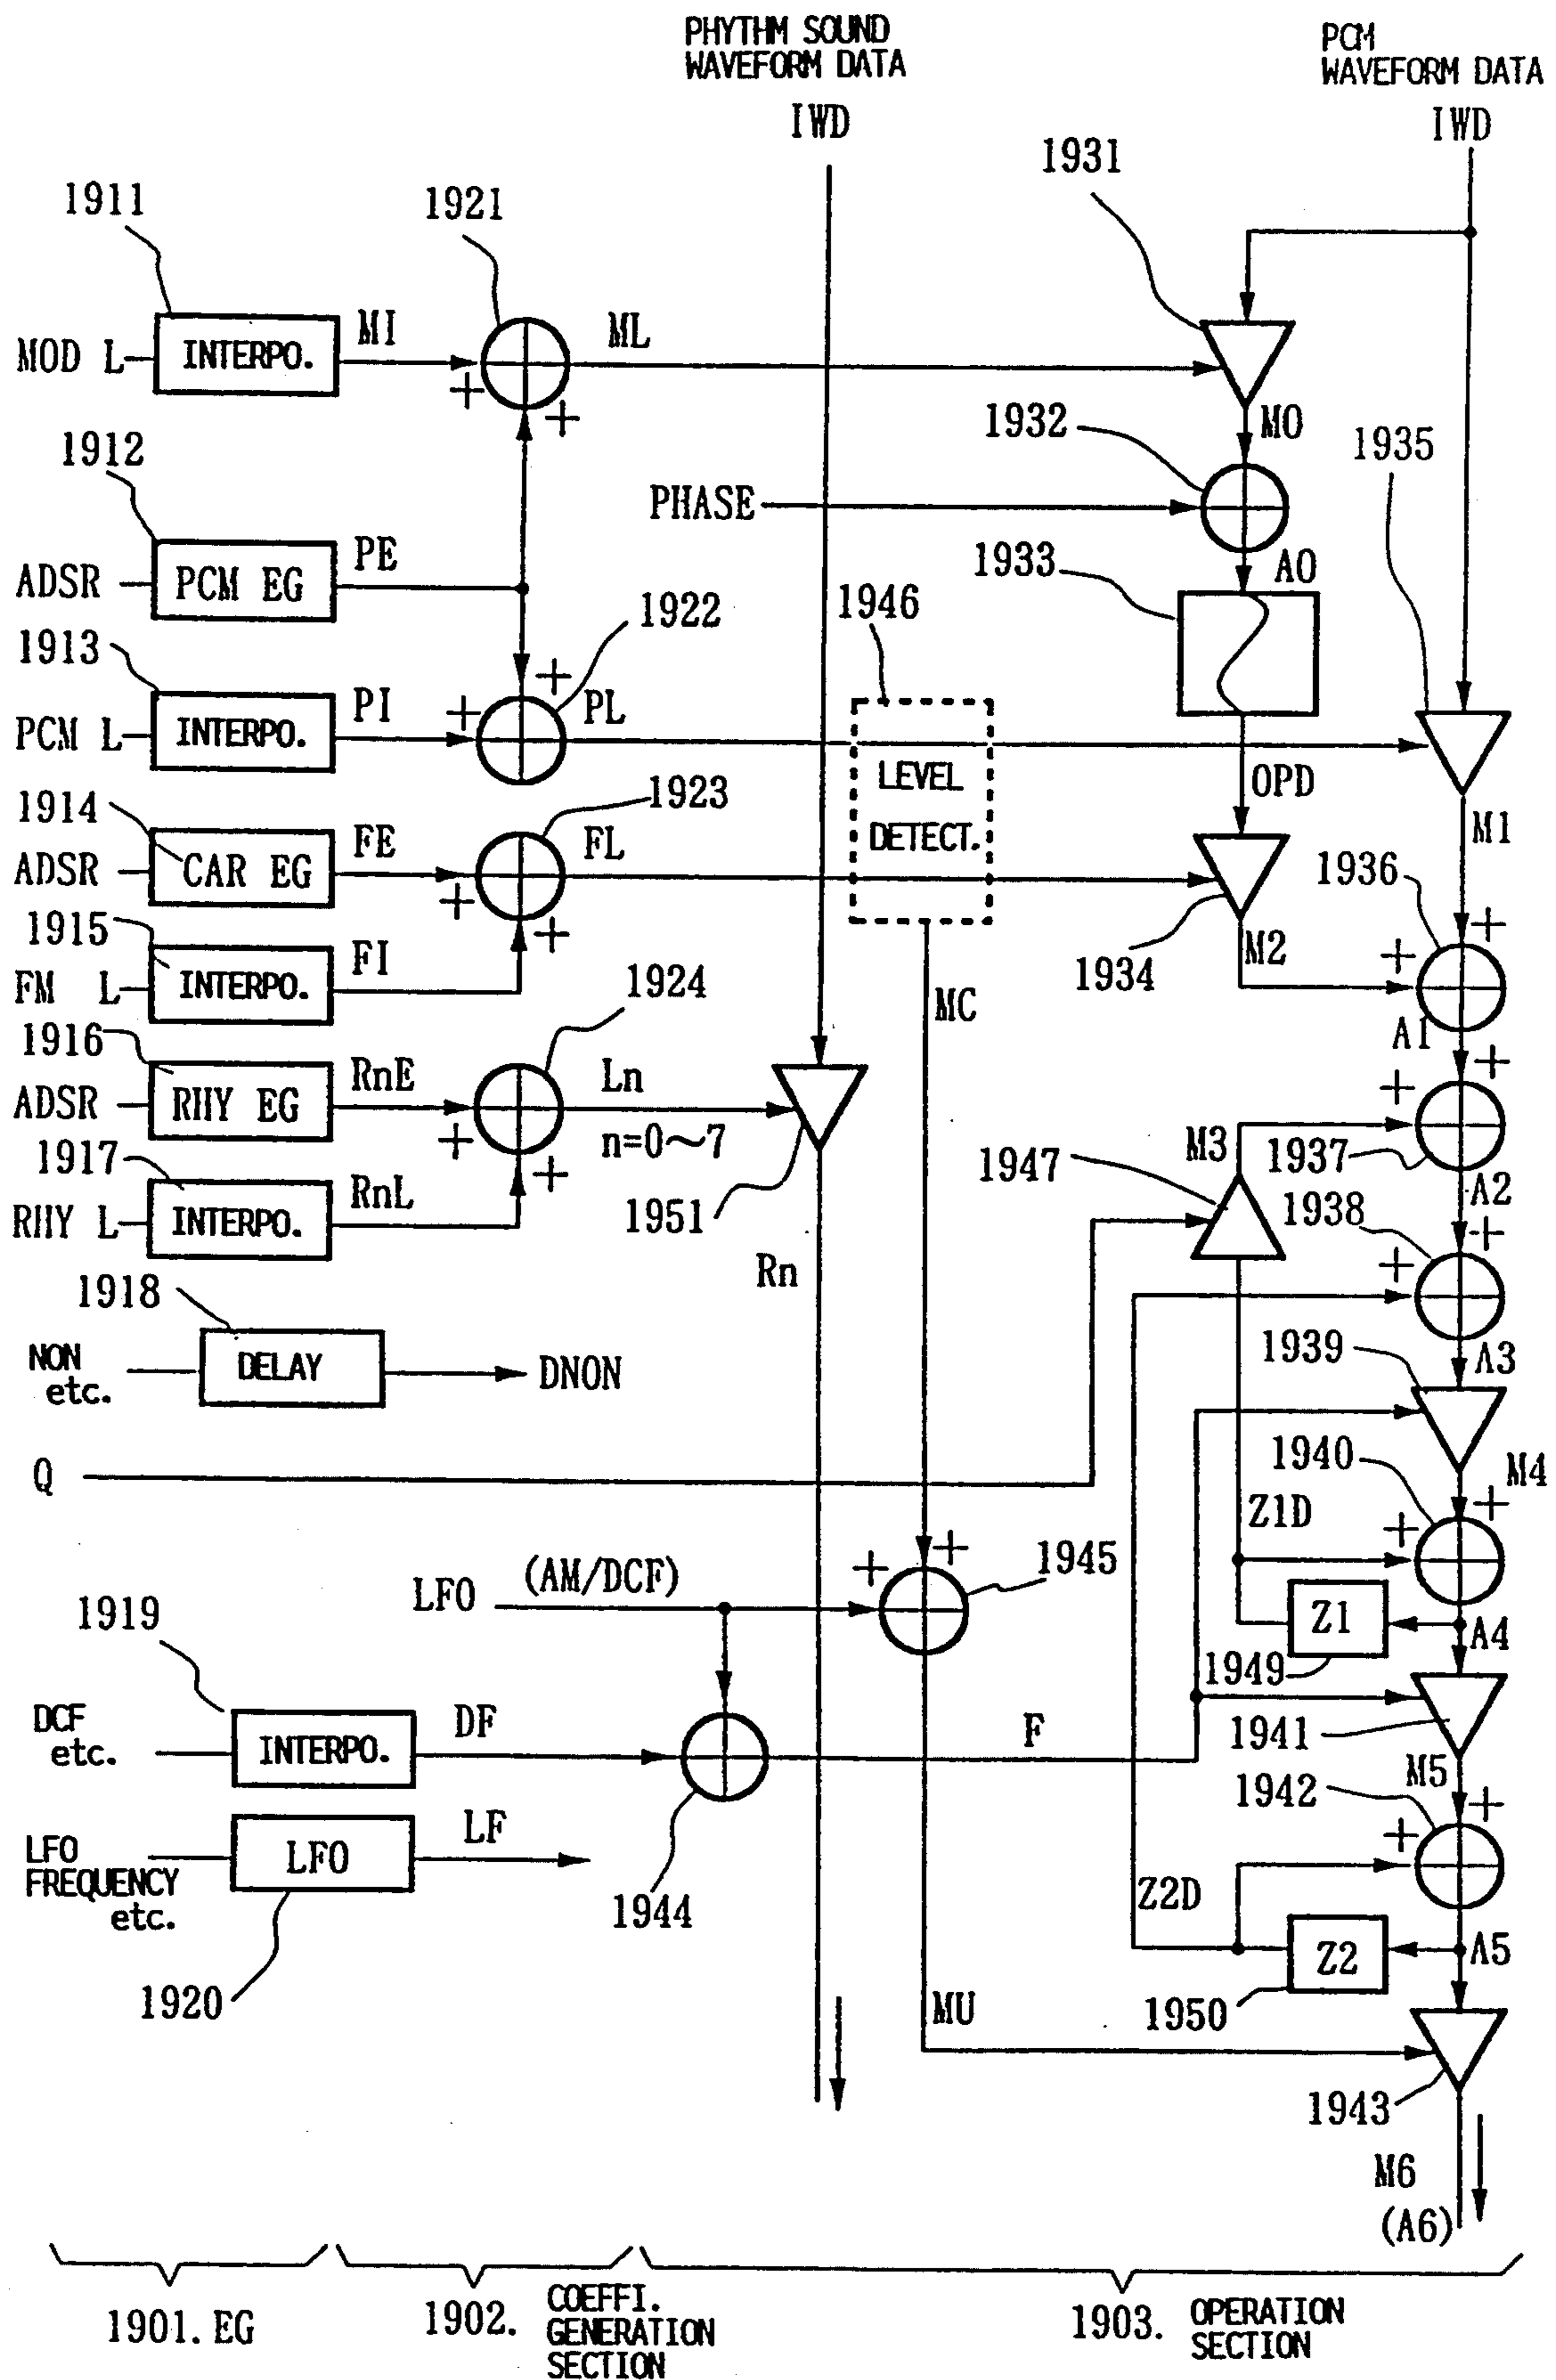 PHYTHM SOUND
WAVEFORM DATA
IWD
PCM
WAVEFORM DATA
IWD
1911
1921
1931
MOD L
INTERPO.
MI
+
+
ML
MO
1912
1932
1935
PHASE
ADSR
PCM EG
PE
1933
AO
1946
1913
1922
PCM L
INTERPO.
PI
+
+
PL
LEVEL
DETECT.
OPD
M1
1914
1923
ADSR
CAR EG
FE
+
+
FL
1936
1915
1934
M2
+
+
FM L
INTERPO.
FI
1924
MC
A1
1916
ADSR
RHY EG
RnE
+
+
Ln
n=0~7
M3
+
+
1937
1917
1947
A2
RHY L
INTERPO.
RnL
1951
1938
+
+
Rn
1918
NON
etc.
DELAY
DNON
1939
A3
Q
1940
M4
Z1D
+
+
LFO
(AM/DCF)
+
+
1945
1919
Z1
A4
1949
DCF
etc.
INTERPO.
DF
F
1941
M5
1942
+
+
LFO
FREQUENCY
etc.
LFO
LF
1944
Z2D
1920
Z2
A5
MU
1950
1943
M6
(A6)
1901. EG
1902. COEFFI.
GENERATION
SECTION
1903. OPERATION
SECTION